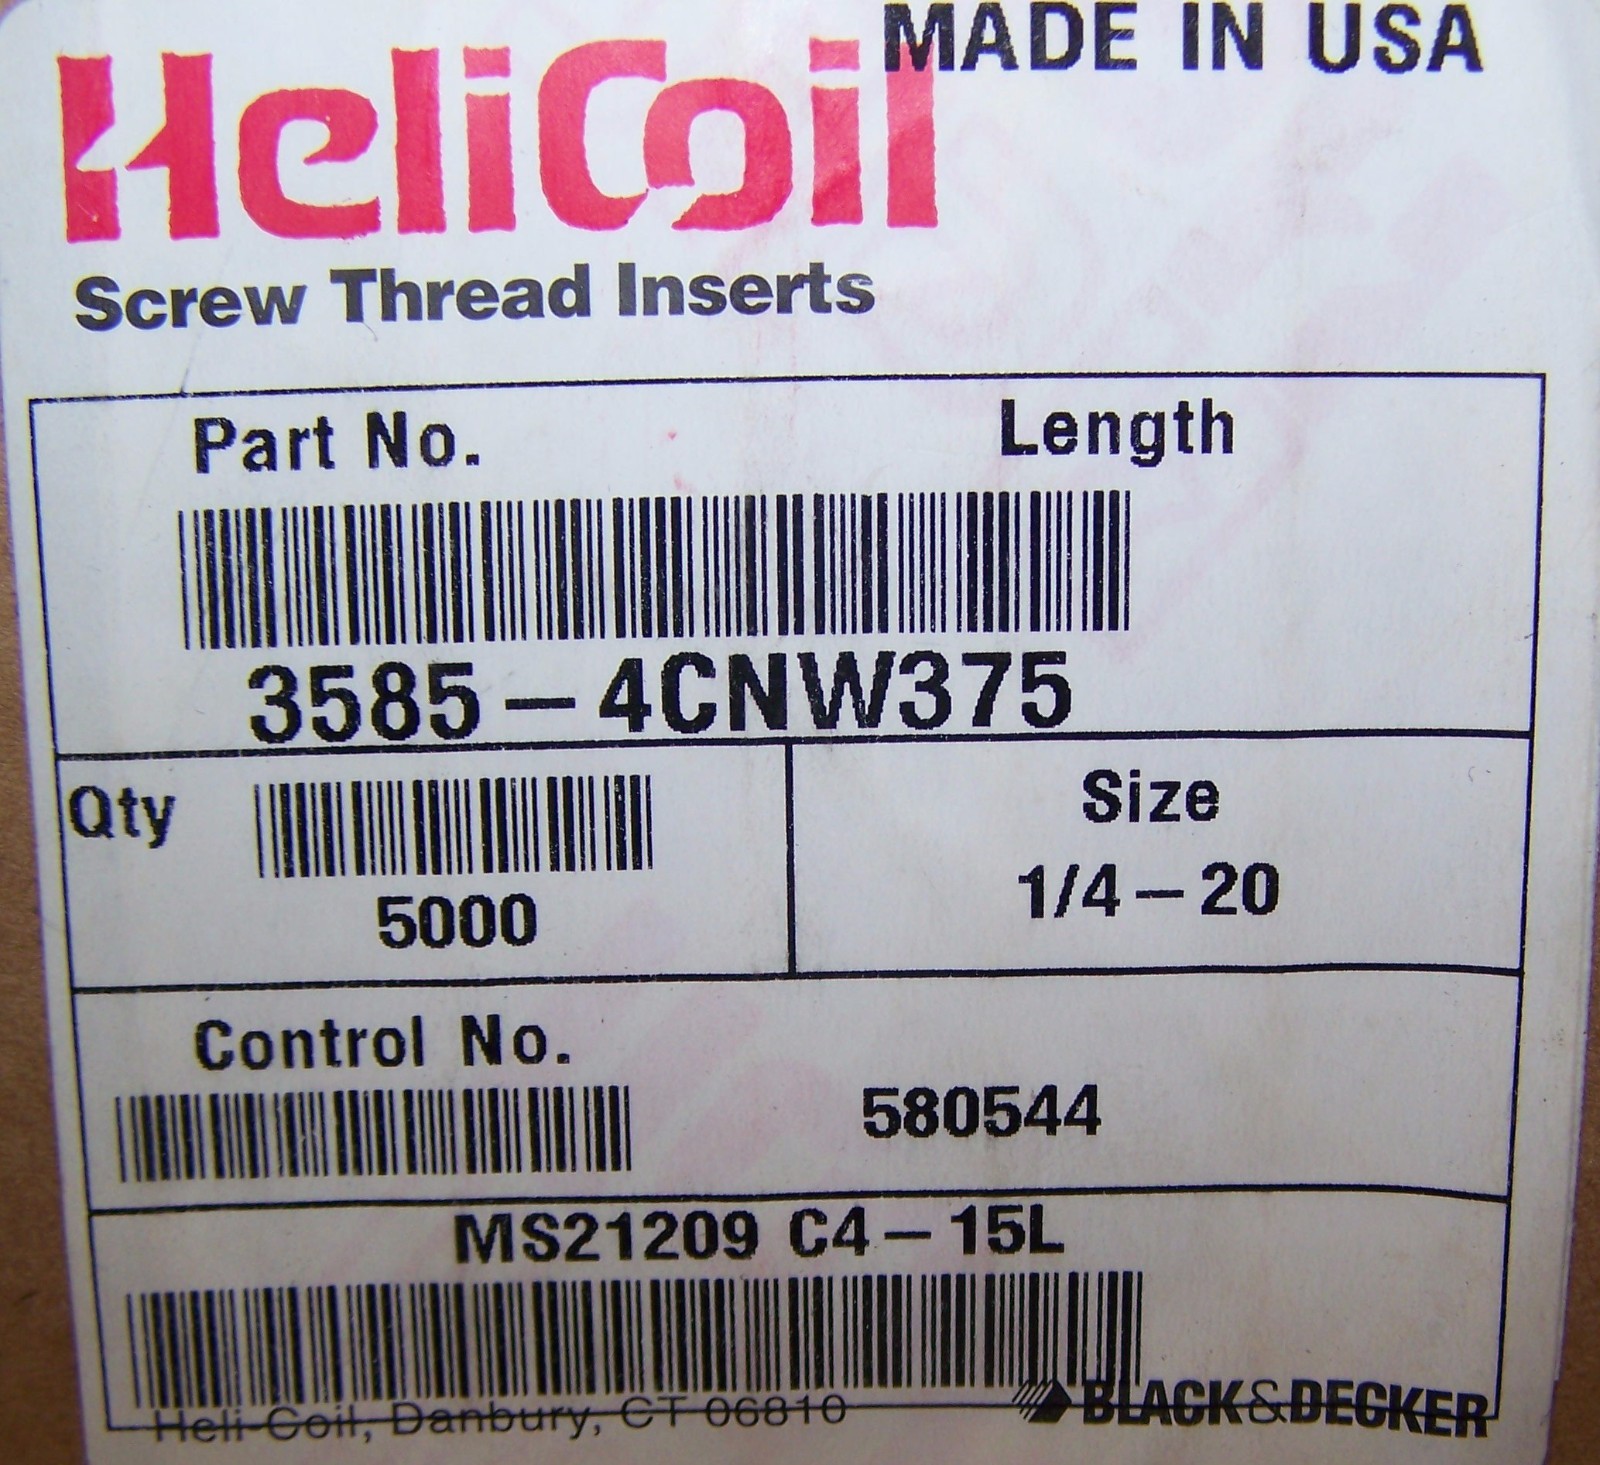 MADE IN USA
HeliCoil
Screw Thread Inserts
Part No. Length
3585-4CNW375
Qty
5000
Size
1/4-20
Control No.
580544
MS21209 C4-15L
Heli-Coil, Danbury, CT 06810
BLACK&DECKER